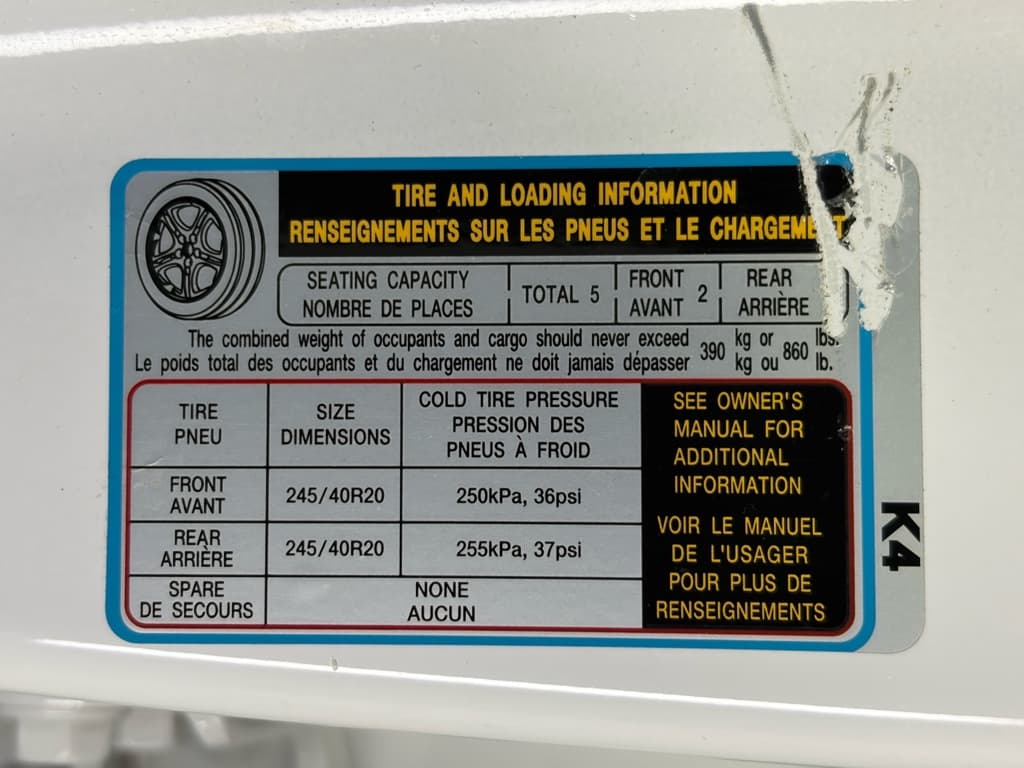 TIRE AND LOADING INFORMATION
RENSEIGNEMENTS SUR LES PNEUS ET LE CHARGEMENT
SEATING CAPACITY
NOMBRE DE PLACES
TOTAL 5
FRONT
AVANT
2
REAR
ARRIÈRE
The combined weight of occupants and cargo should never exceed
Le poids total des occupants et du chargement ne doit jamais dépasser
390
kg or
kg ou
860
lbs.
lb.
TIRE
PNEU
SIZE
DIMENSIONS
COLD TIRE PRESSURE
PRESSION DES
PNEUS À FROID
FRONT
AVANT
245/40R20
250kPa, 36psi
REAR
ARRIÈRE
245/40R20
255kPa, 37psi
SPARE
DE SECOURS
NONE
AUCUN
SEE OWNER'S
MANUAL FOR
ADDITIONAL
INFORMATION
VOIR LE MANUEL
DE L'USAGER
POUR PLUS DE
RENSEIGNEMENTS
K4